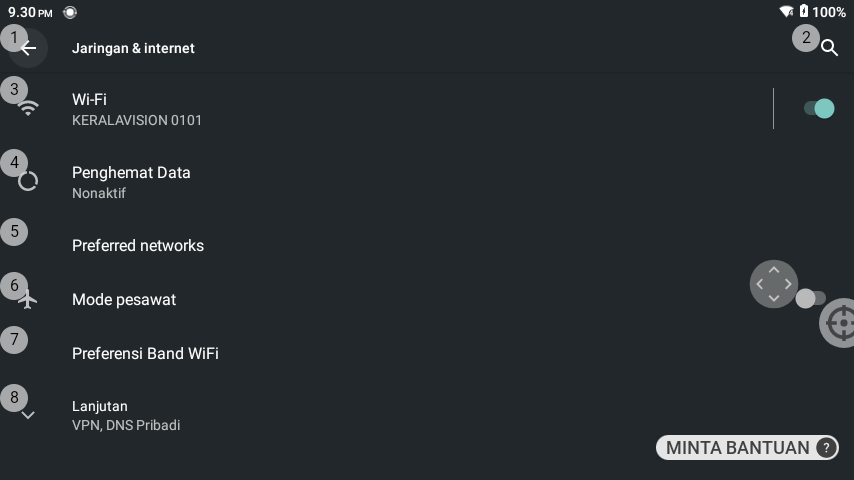 9.30 PM
100%
1
Jaringan & internet
2
3
Wi-Fi
KERALAVISION 0101
4
Penghemat Data
Nonaktif
5
Preferred networks
6
Mode pesawat
7
Preferensi Band WiFi
8
Lanjutan
VPN, DNS Pribadi
MINTA BANTUAN ?